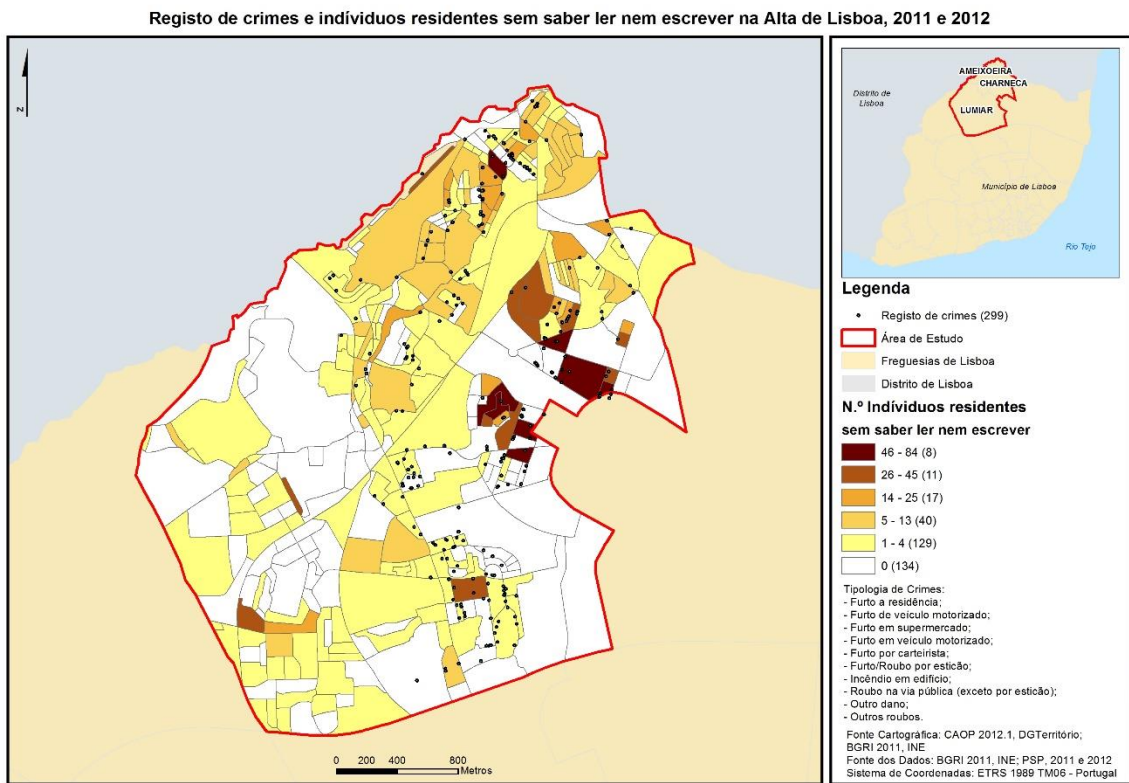 Registo de crimes e indíviduos residentes sem saber ler nem escrever na Alta de Lisboa, 2011 e 2012
N
0 200 400 800
Metros
Distrito de
Lisboa
AMEIXOEIRA
CHARNECA
LUMIAR
Município de Lisboa
Rio Tejo
Legenda
Registo de crimes (299)
Área de Estudo
Freguesias de Lisboa
Distrito de Lisboa
N.º Indíviduos residentes
sem saber ler nem escrever
46 - 84 (8)
26 - 45 (11)
14 - 25 (17)
5 - 13 (40)
1 - 4 (129)
0 (134)
Tipologia de Crimes:
- Furto a residência;
- Furto de veículo motorizado;
- Furto em supermercado;
- Furto em veículo motorizado;
- Furto por carteirista;
- Furto/Roubo por esticão;
- Incêndio em edifício;
- Roubo na via pública (exceto por esticão);
- Outro dano;
- Outros roubos.
Fonte Cartográfica: CAOP 2012.1, DGTerritório;
BGRI 2011, INE
Fonte dos Dados: BGRI 2011, INE; PSP, 2011 e 2012
Sistema de Coordenadas: ETRS 1989 TM06 - Portugal